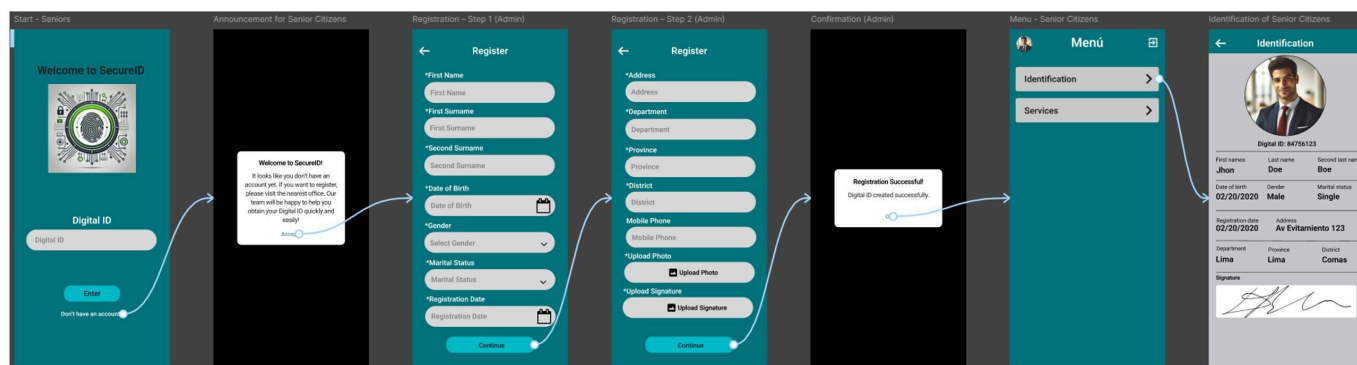 Start - Seniors
Welcome to SecureID
Digital ID
Digital ID
Enter
Don't have an account
Announcement for Senior Citizens
Welcome to SecureID!
It looks like you don't have an
account yet. If you want to register,
please visit the nearest office. Our
team will be happy to help you
obtain your Digital ID quickly and
easily!
Registration – Step 1 (Admin)
Register
*First Name
First Name
*First Surname
First Surname
*Second Surname
Second Surname
*Date of Birth
Date of Birth
*Gender
Select Gender
*Marital Status
Marital Status
*Registration Date
Registration Date
Continue
Registration – Step 2 (Admin)
Register
*Address
Address
*Department
Department
*Province
Province
*District
District
Mobile Phone
Mobile Phone
*Upload Photo
Upload Photo
*Upload Signature
Upload Signature
Continue
Confirmation (Admin)
Registration Successful!
Digital ID created successfully.
Menu - Senior Citizens
Menú
Identification
Services
Identification of Senior Citizens
Identification
Digital ID: 84756123
First names Last name Second last nam
Jhon Doe Boe
Date of birth Gender Marital status
02/20/2020 Male Single
Registration date Address
02/20/2020 Av Evitamiento 123
Department Province District
Lima Lima Comas
Signature